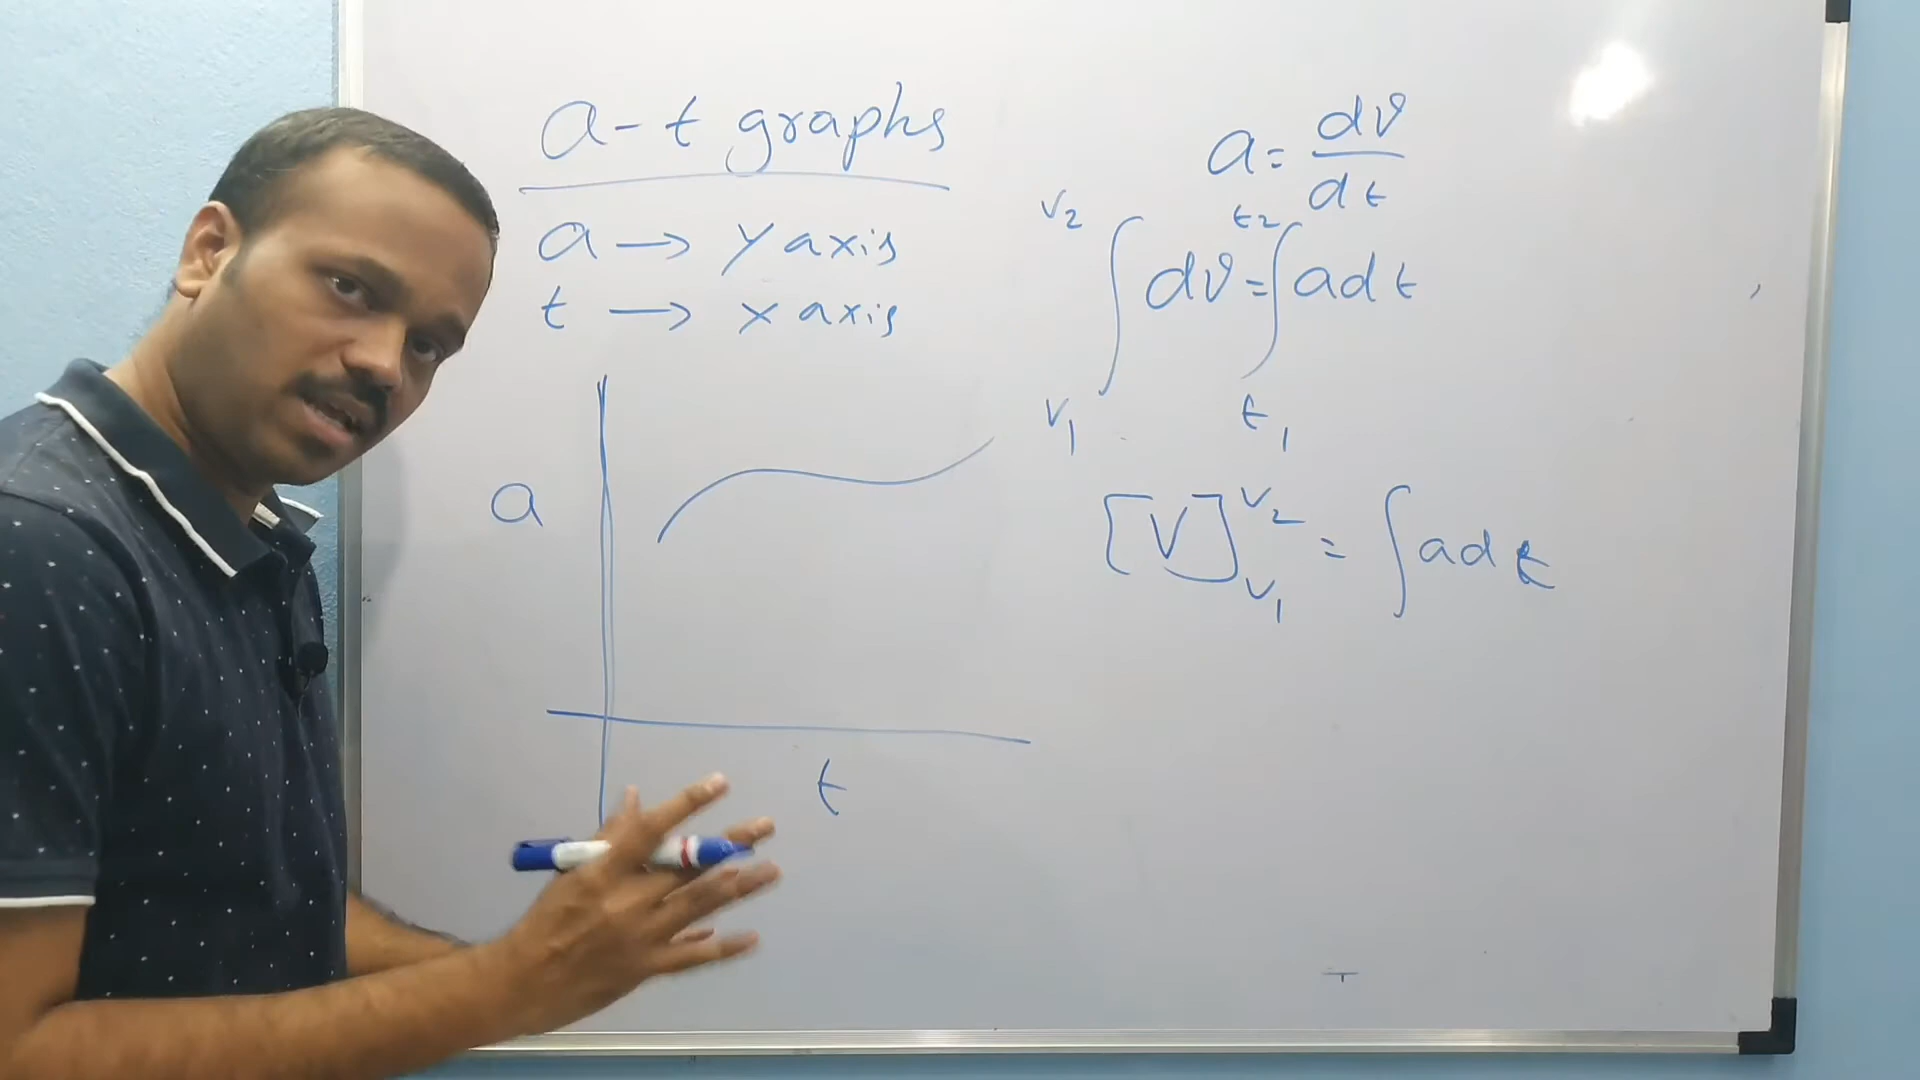 a-t graphs
a → y axis
t → x axis
a
t
a = dv/dt
∫_{v1}^{v2} dv = ∫_{t1}^{t2} a dt
[V]_{v1}^{v2} = ∫ a dt